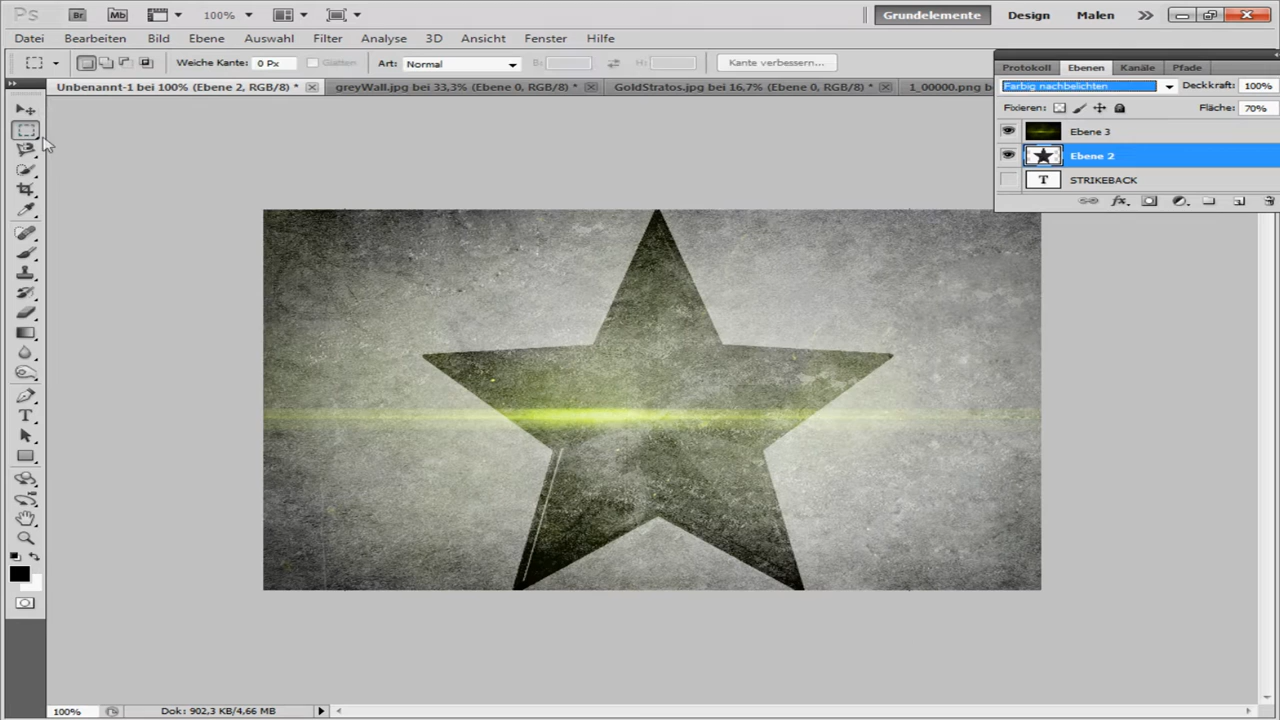 Ps Br Mb 100% Grundelemente Design Malen
Datei Bearbeiten Bild Ebene Auswahl Filter Analyse 3D Ansicht Fenster Hilfe
Weiche Kante: 0 Px Glätten Art: Normal B: H: Kante verbessern...
Unbenannt-1 bei 100% (Ebene 2, RGB/8) * greyWall.jpg bei 33,3% (Ebene 0, RGB/8) * GoldStratos.jpg bei 16,7% (Ebene 0, RGB/8) * 1_00000.png be
Protokoll Ebenen Kanäle Pfade
Farbig nachbelichten Deckkraft: 100%
Fixieren: Fläche: 70%
Ebene 3
Ebene 2
T STRIKEBACK
fx
T
100% Dok: 902,3 KB/4,66 MB